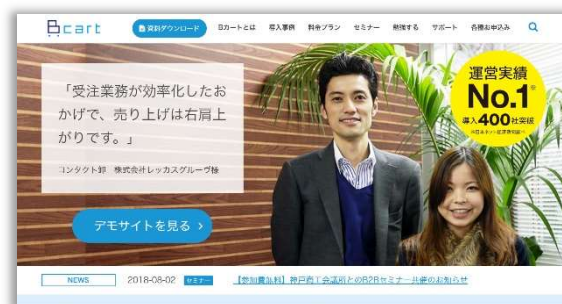 Bcart
資料ダウンロード Bカートとは 導入事例 料金プラン セミナー 勉強する サポート 各種お申込み
運営実績
No.1※
導入400社突破
「受注業務が効率化したお
かげで、売り上げは右肩上
がりです。」
コンタクト卸 株式会社レッカスグルーヴ様
デモサイトを見る
NEWS 2018-08-02 セミナー 【参加費無料】神戸商工会議所とのB2Bセミナー共催のお知らせ